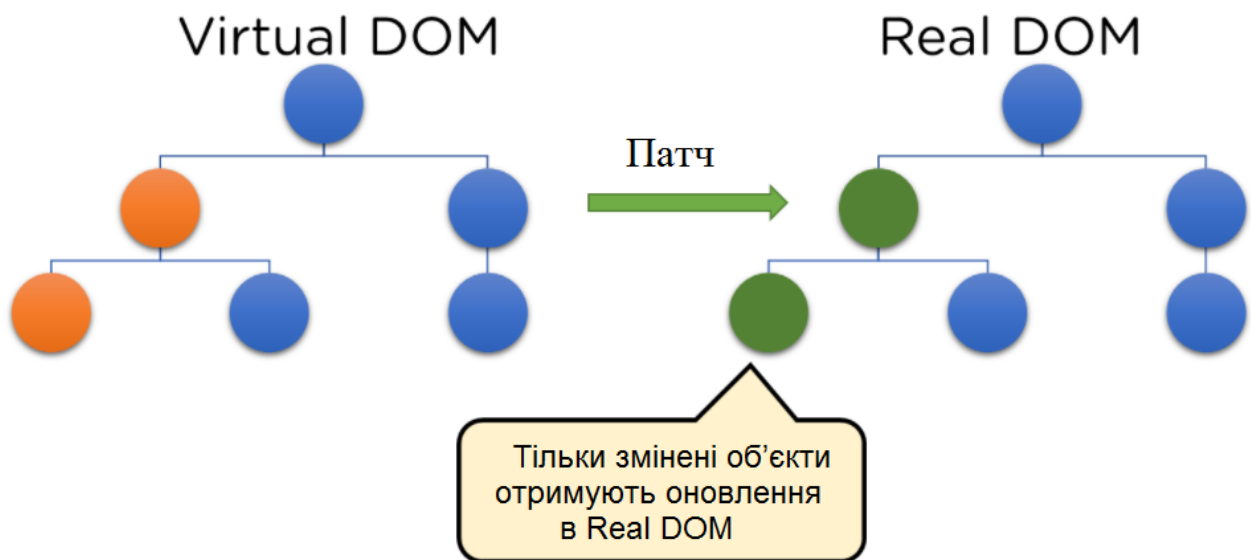 Virtual DOM
Real DOM
Патч
Тільки змінені об’єкти
отримують оновлення
в Real DOM